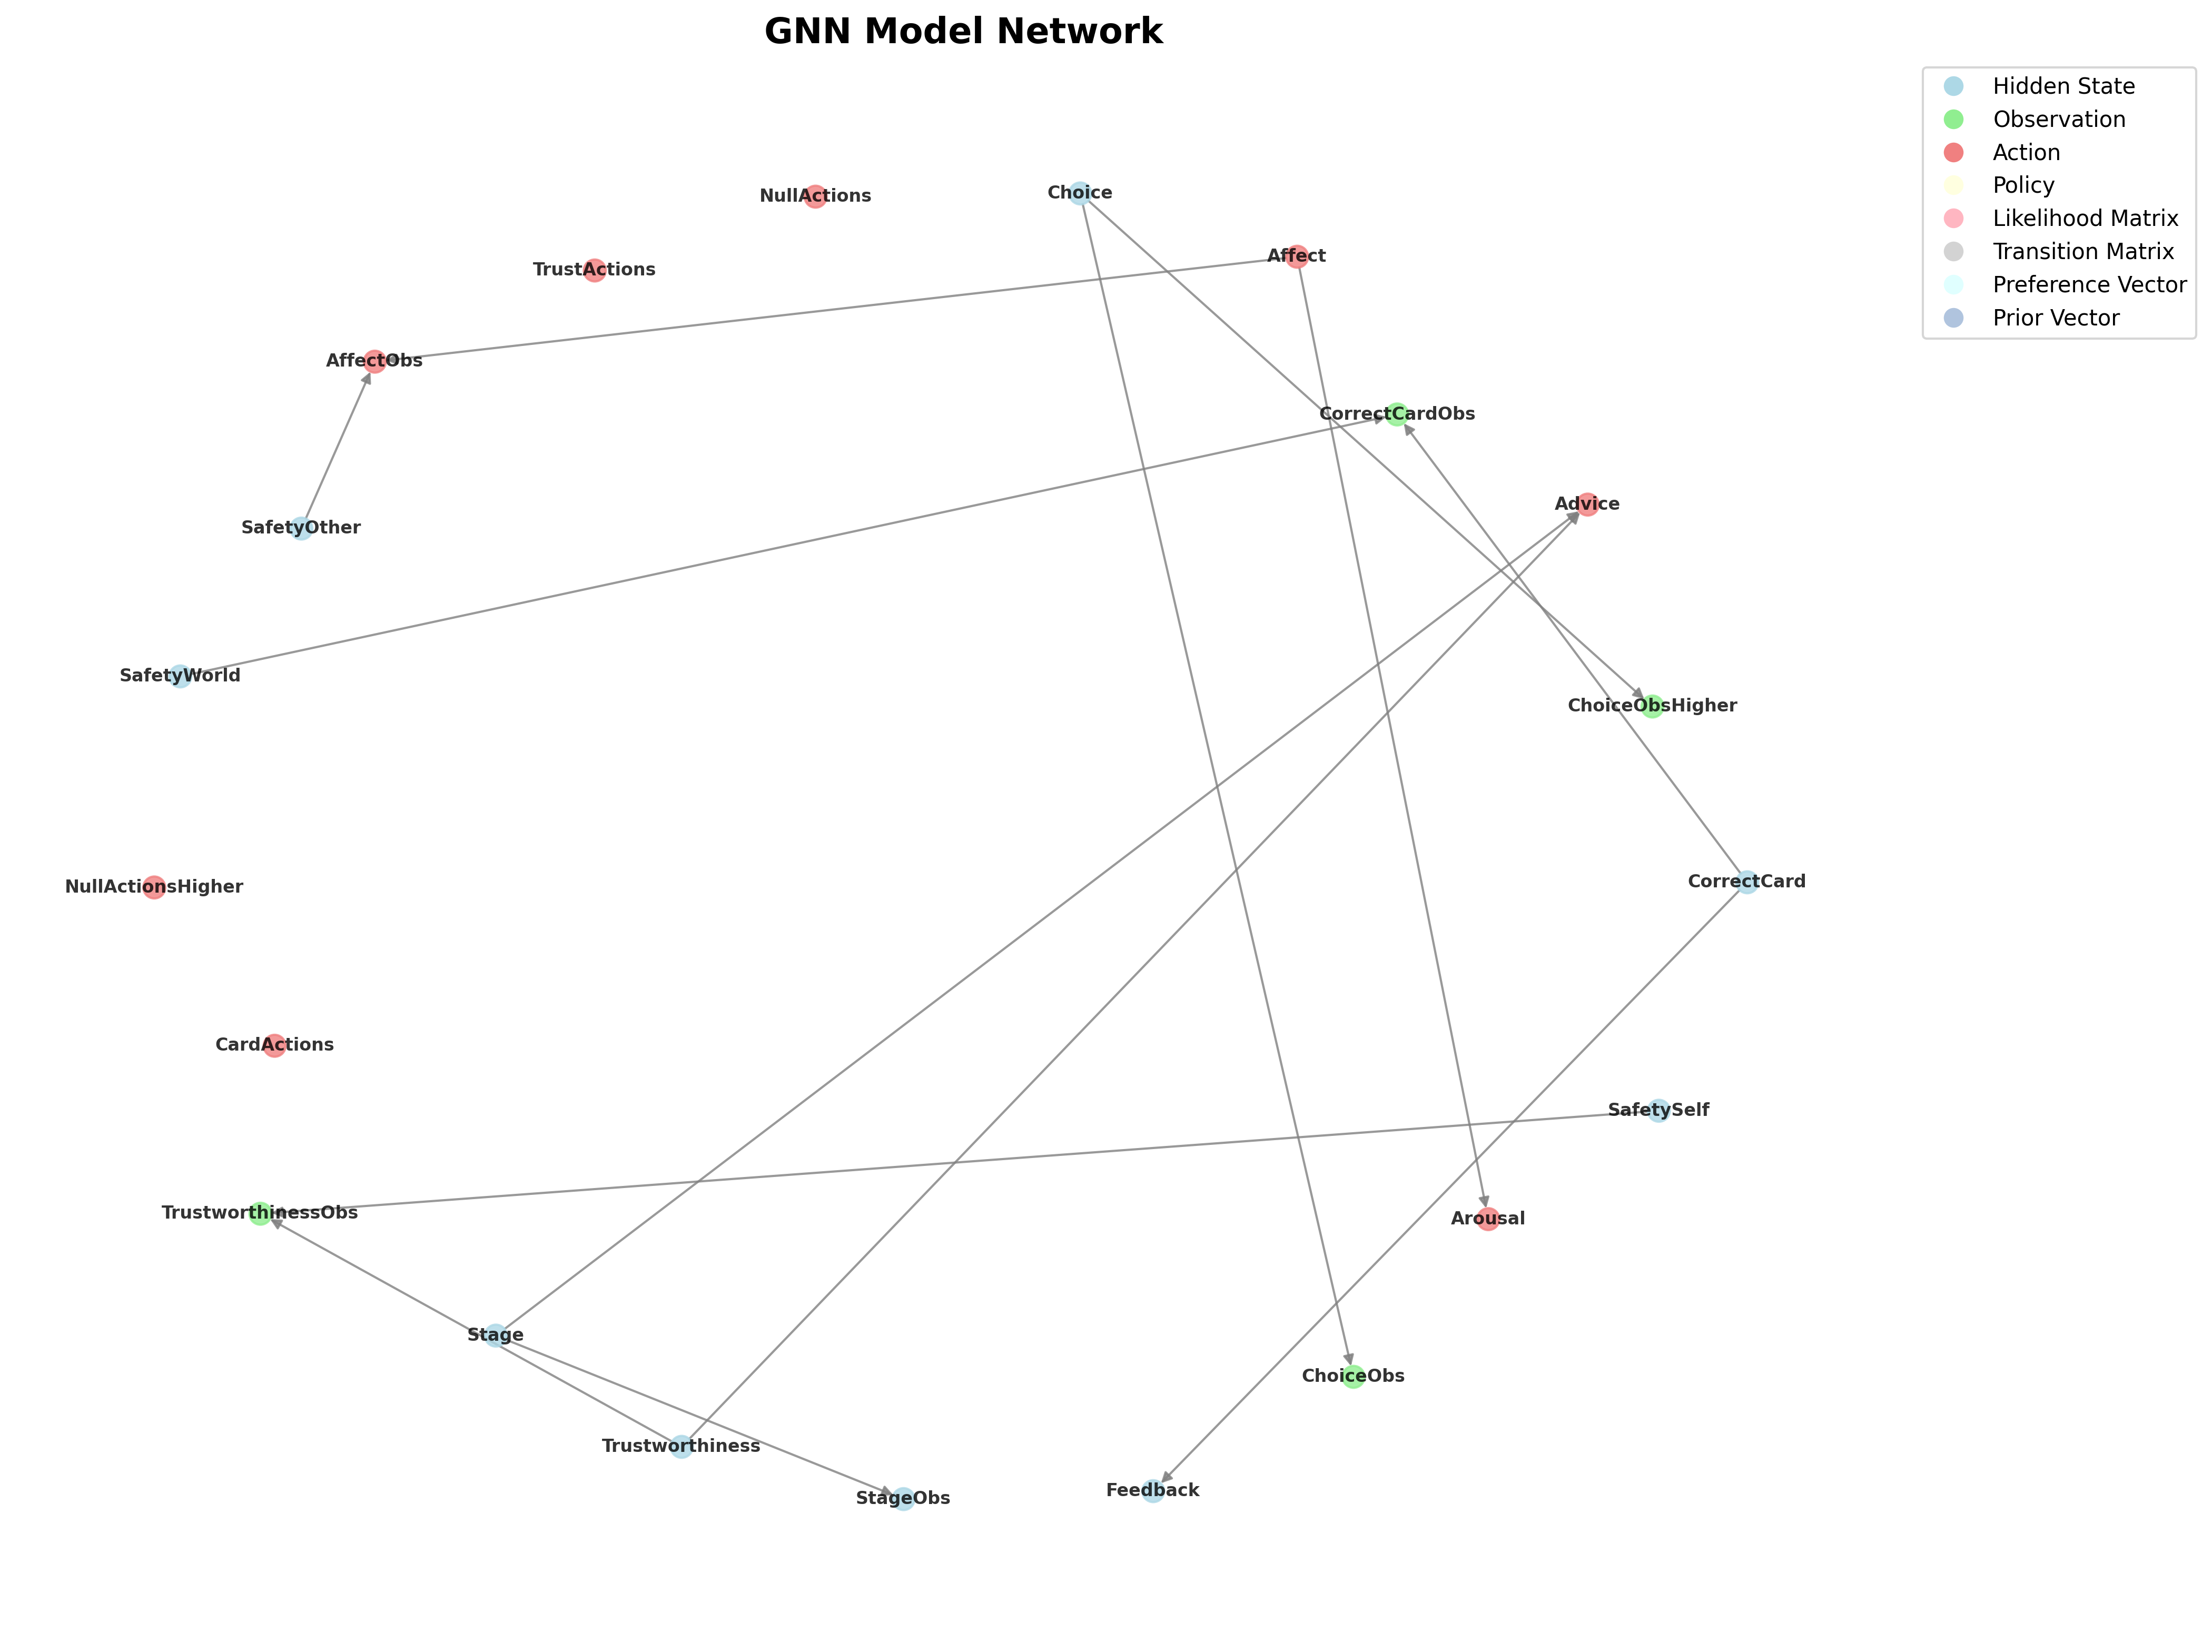 GNN Model Network
Hidden State
Observation
Action
Policy
Likelihood Matrix
Transition Matrix
Preference Vector
Prior Vector
NullActions
Choice
Affect
TrustActions
AffectObs
CorrectCardObs
Advice
SafetyOther
SafetyWorld
ChoiceObsHigher
NullActionsHigher
CorrectCard
CardActions
SafetySelf
TrustworthinessObs
Arousal
Stage
ChoiceObs
Trustworthiness
Feedback
StageObs